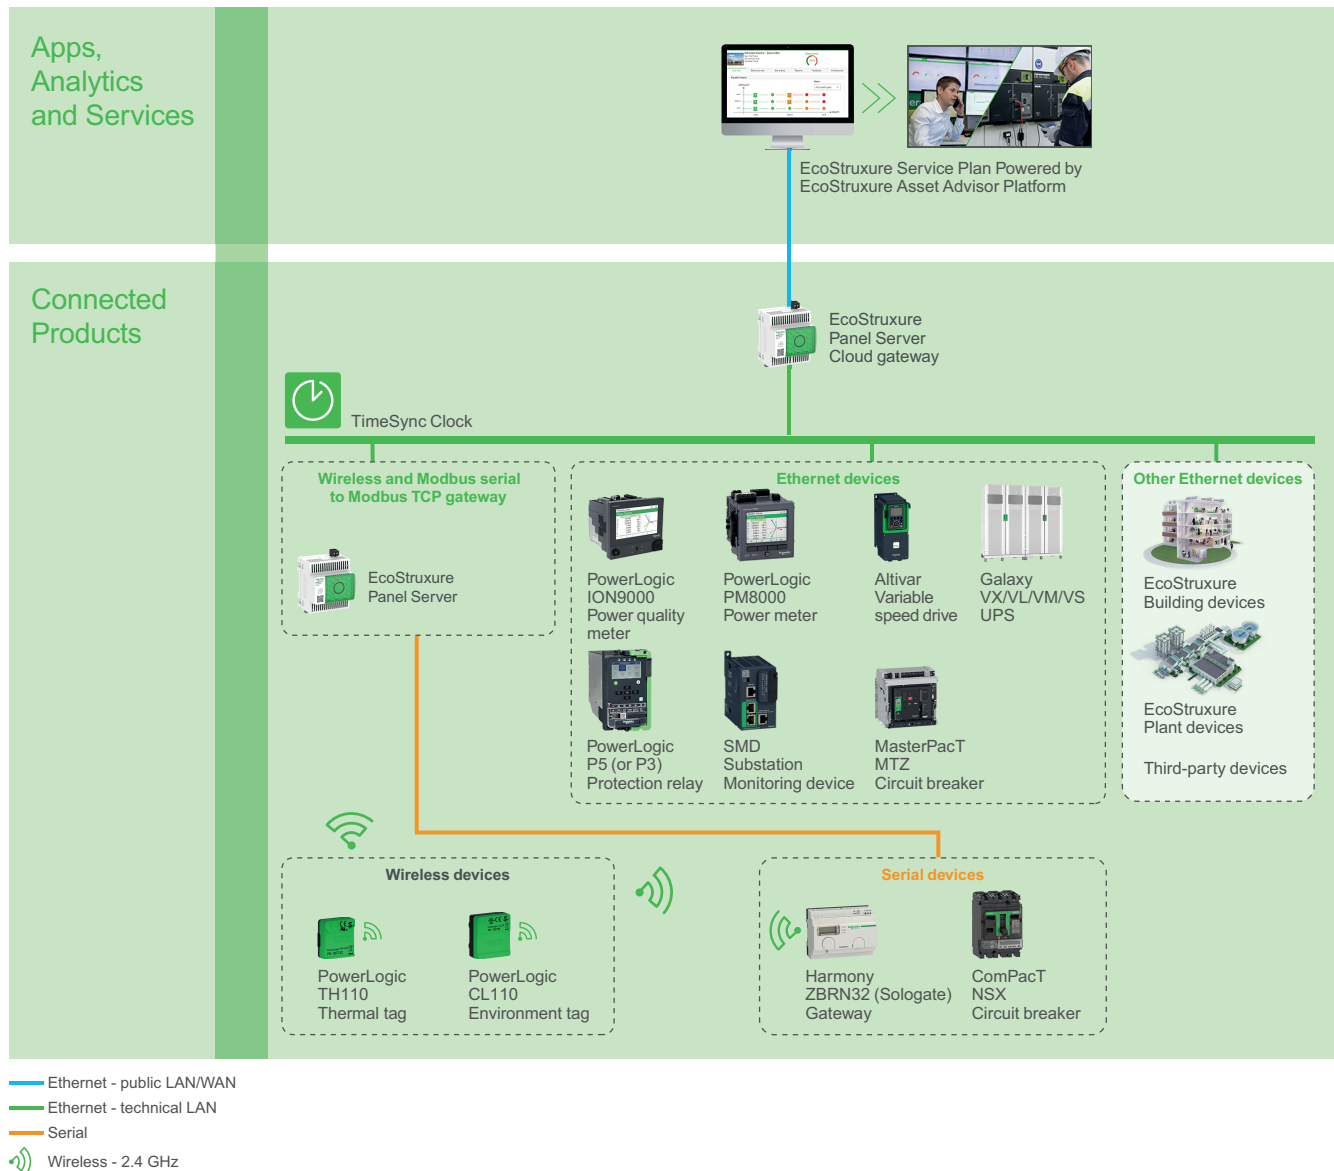 Apps,
Analytics
and Services
EcoStruxure Service Plan Powered by
EcoStruxure Asset Advisor Platform
Connected
Products
EcoStruxure
Panel Server
Cloud gateway
TimeSync Clock
Wireless and Modbus serial
to Modbus TCP gateway
EcoStruxure
Panel Server
Ethernet devices
PowerLogic
ION9000
Power quality
meter
PowerLogic
PM8000
Power meter
Altivar
Variable
speed drive
Galaxy
VX/VL/VM/VS
UPS
PowerLogic
P5 (or P3)
Protection relay
SMD
Substation
Monitoring device
MasterPacT
MTZ
Circuit breaker
Other Ethernet devices
EcoStruxure
Building devices
EcoStruxure
Plant devices
Third-party devices
Wireless devices
PowerLogic
TH110
Thermal tag
PowerLogic
CL110
Environment tag
Serial devices
Harmony
ZBRN32 (Sologate)
Gateway
ComPacT
NSX
Circuit breaker
Ethernet - public LAN/WAN
Ethernet - technical LAN
Serial
Wireless - 2.4 GHz